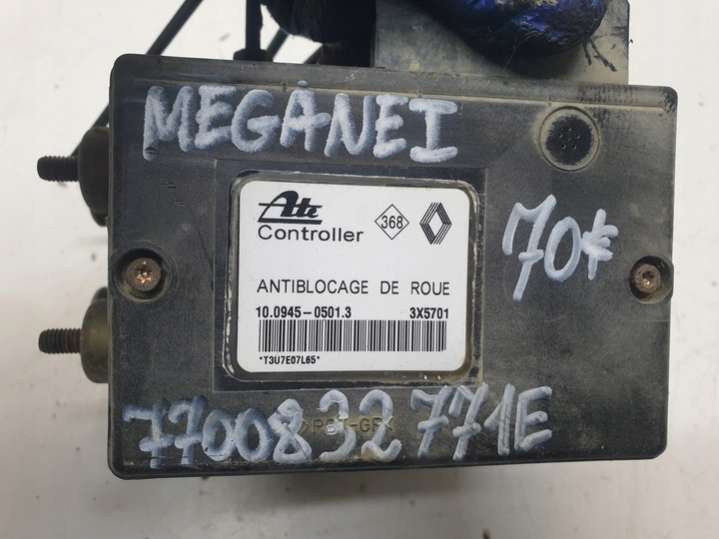 MEGANE I
Ate
Controller
368
70€
ANTIBLOCAGE DE ROUE
10.0945-0501.3 3X5701
*T3U7E07L65*
7700832771E